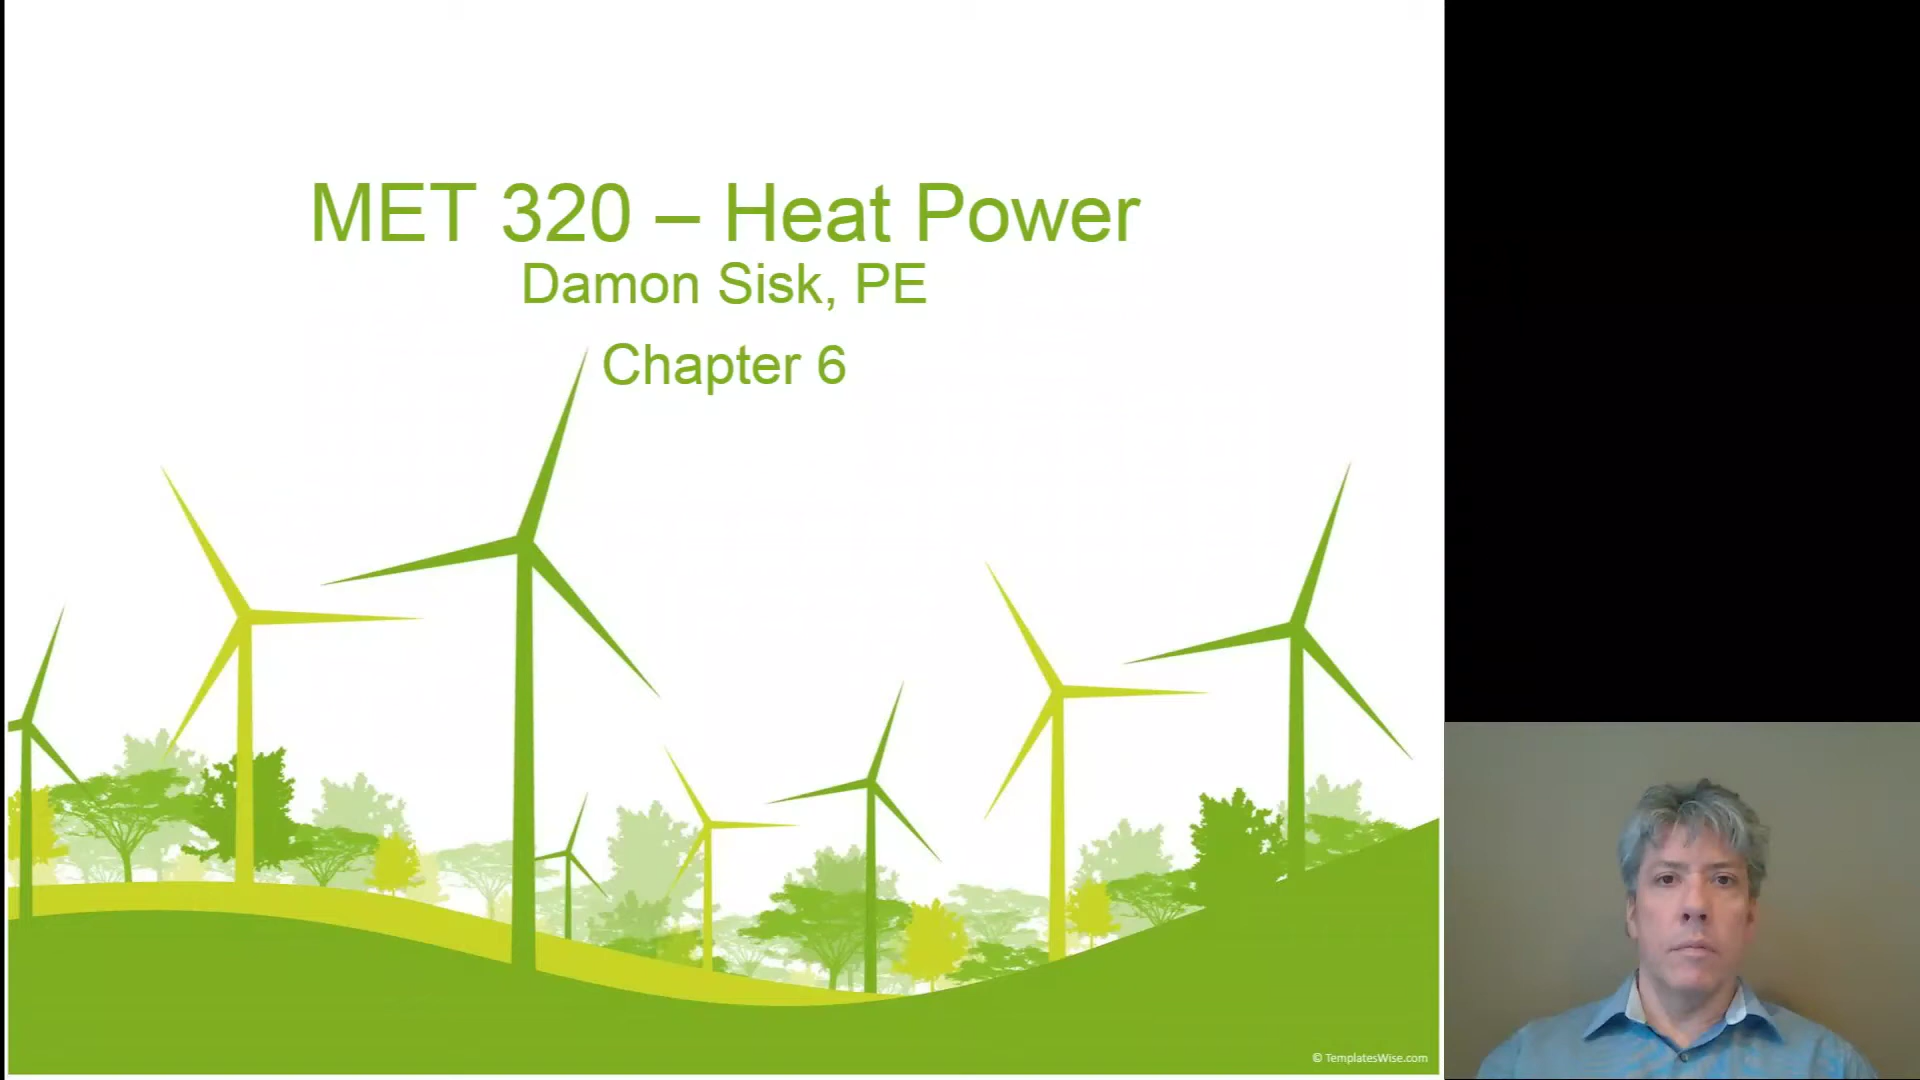 MET 320 – Heat Power
Damon Sisk, PE
Chapter 6
© TemplatesWise.com